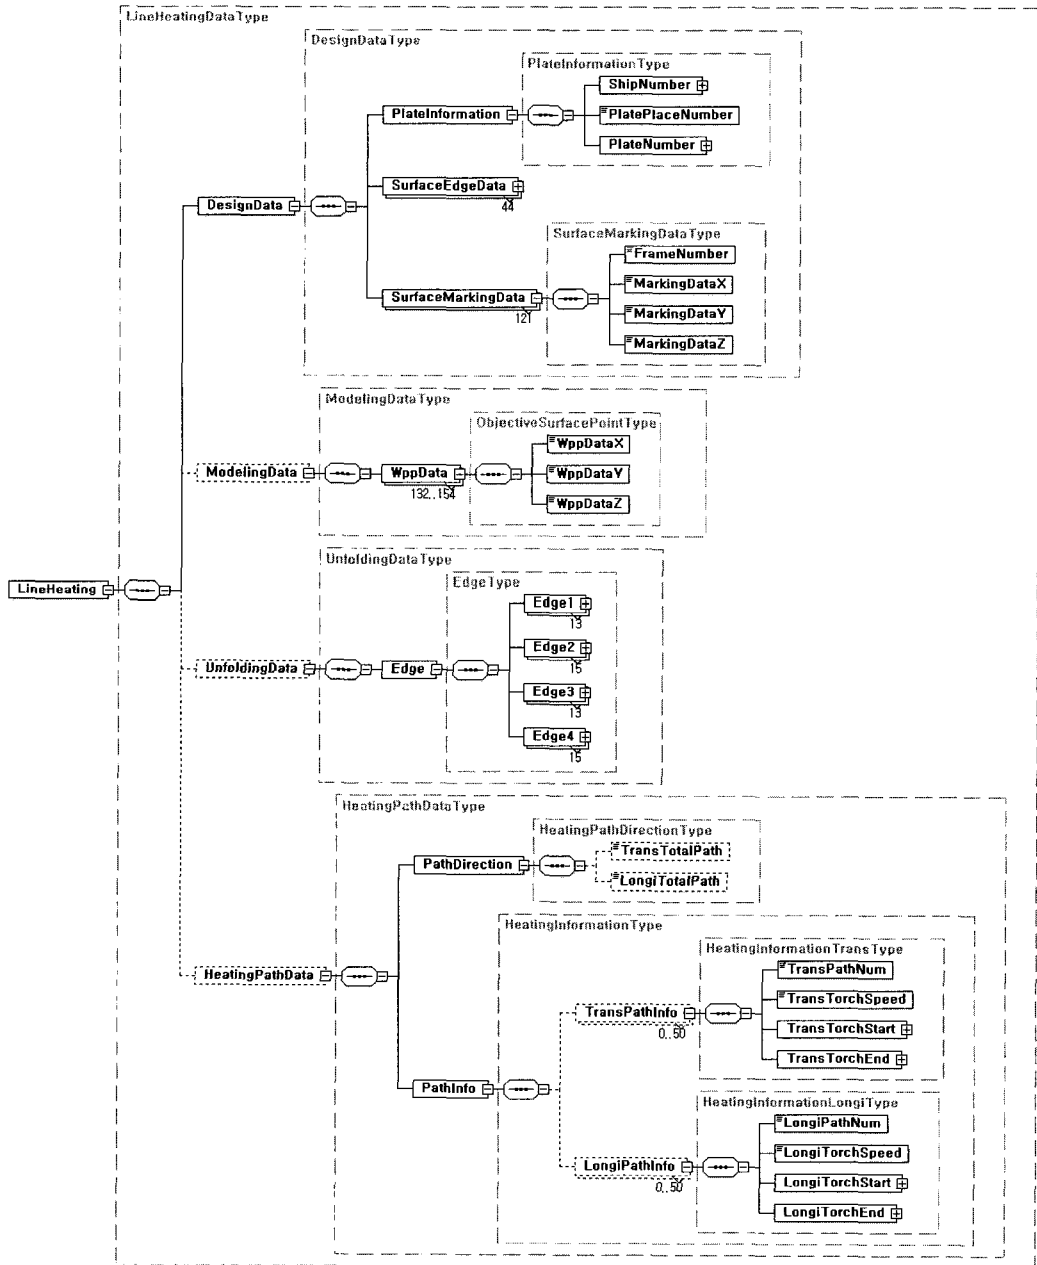 LineHeatingDataType
DesignDataType
PlateInformationType
ShipNumber
PlateInformation
PlatePlaceNumber
PlateNumber
SurfaceEdgeData
44
DesignData
SurfaceMarkingDataType
FrameNumber
MarkingDataX
SurfaceMarkingData
121
MarkingDataY
MarkingDataZ
ModelingDataType
ObjectiveSurfacePointType
WppDataX
ModelingData
WppData
132..154
WppDataY
WppDataZ
UnfoldingDataType
EdgeType
LineHeating
Edge1
13
Edge2
15
UnfoldingData
Edge
Edge3
13
Edge4
15
HeatingPathDataType
HeatingPathDirectionType
TransTotalPath
PathDirection
LongiTotalPath
HeatingInformationType
HeatingInformationTransType
HeatingPathData
TransPathNum
TransTorchSpeed
TransPathInfo
0..50
TransTorchStart
TransTorchEnd
PathInfo
HeatingInformationLongiType
LongiPathNum
LongiTorchSpeed
LongiPathInfo
0..50
LongiTorchStart
LongiTorchEnd